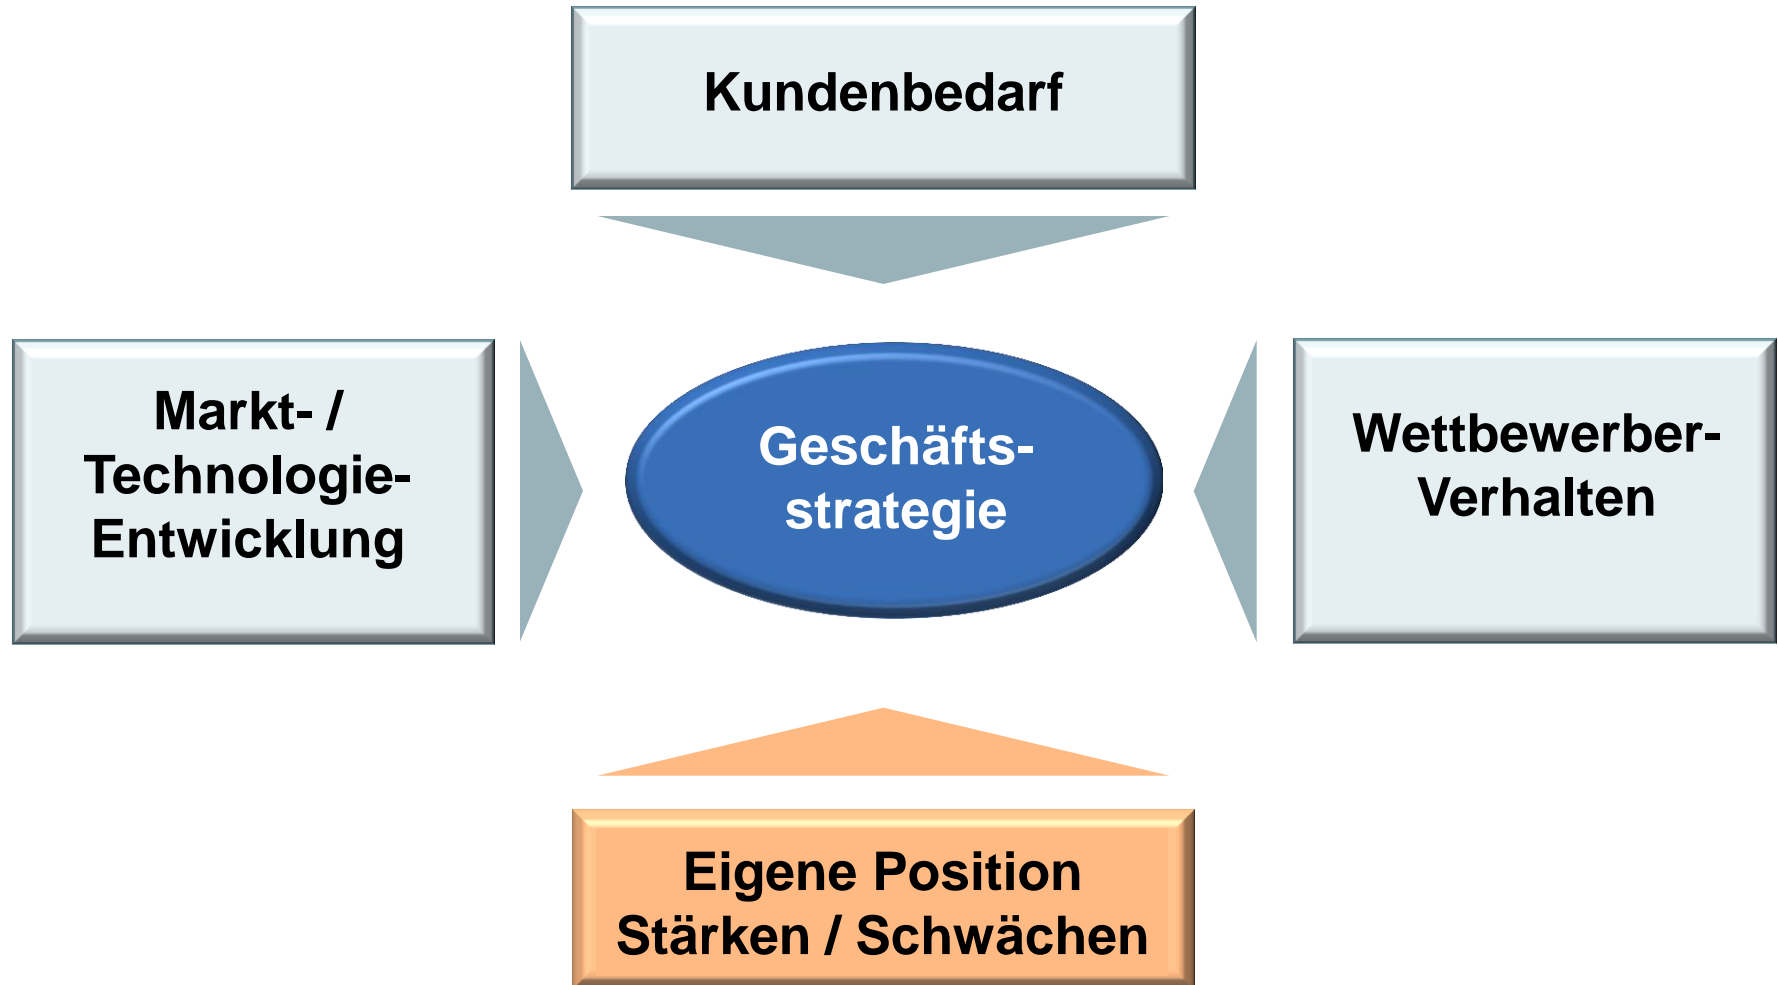 Kundenbedarf
Markt- /
Technologie-
Entwicklung
Geschäfts-
strategie
Wettbewerber-
Verhalten
Eigene Position
Stärken / Schwächen